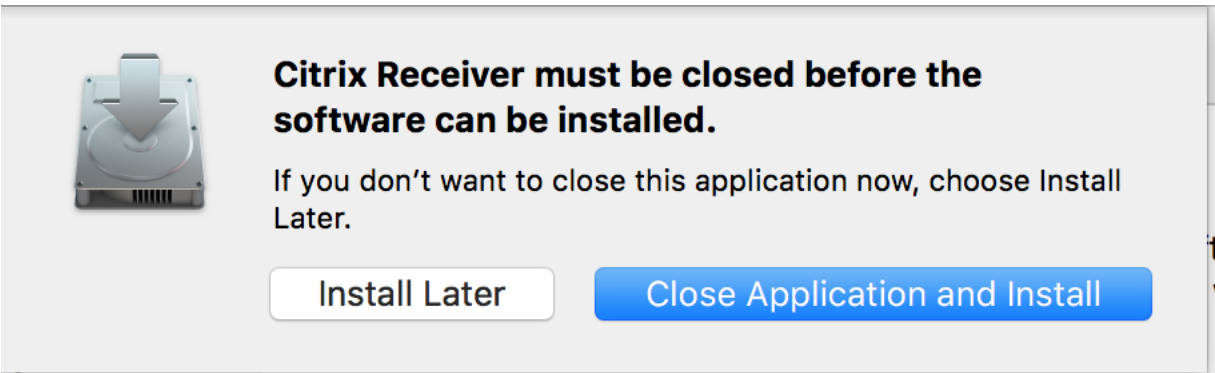 Citrix Receiver must be closed before the
software can be installed.
If you don’t want to close this application now, choose Install
Later.
Install Later
Close Application and Install